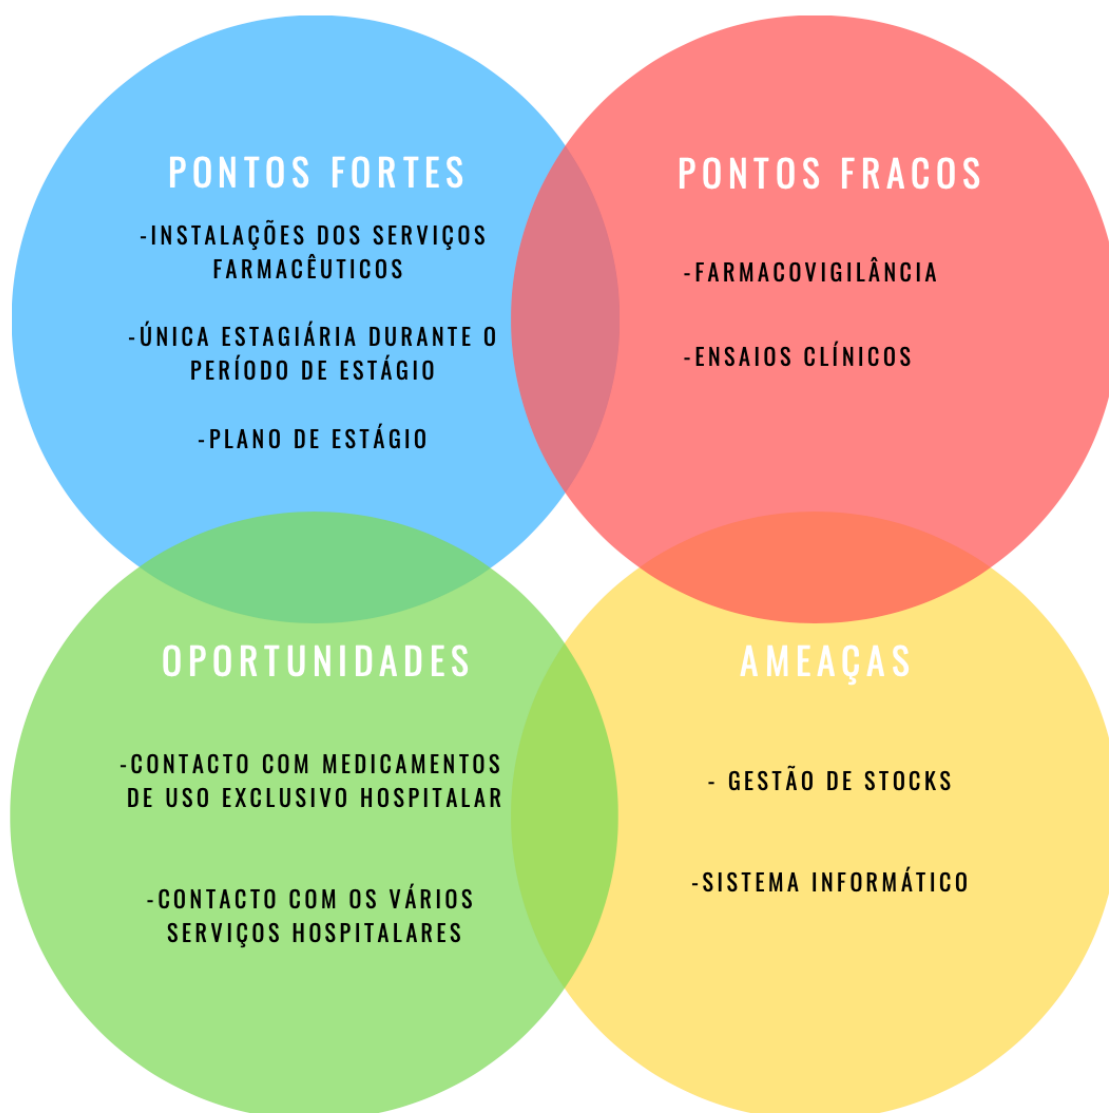 PONTOS FORTES
-INSTALAÇÕES DOS SERVIÇOS
FARMACÊUTICOS
-ÚNICA ESTAGIÁRIA DURANTE O
PERÍODO DE ESTÁGIO
-PLANO DE ESTÁGIO
PONTOS FRACOS
-FARMACOVIGILÂNCIA
-ENSAIOS CLÍNICOS
OPORTUNIDADES
-CONTACTO COM MEDICAMENTOS
DE USO EXCLUSIVO HOSPITALAR
-CONTACTO COM OS VÁRIOS
SERVIÇOS HOSPITALARES
AMEAÇAS
- GESTÃO DE STOCKS
-SISTEMA INFORMÁTICO